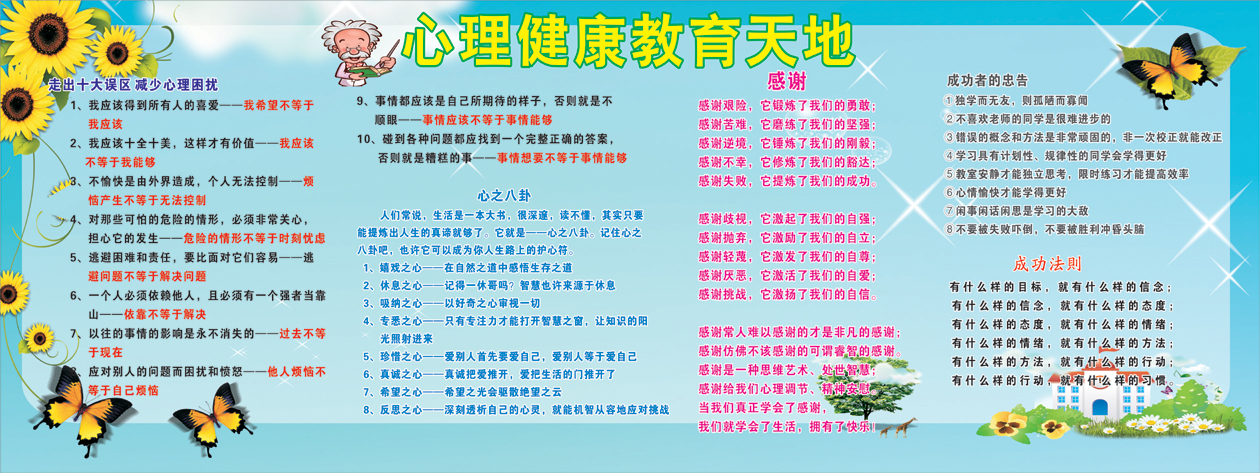 心理健康教育天地
走出十大误区 减少心理困扰
1、我应该得到所有人的喜爱——我希望不等于
我应该
2、我应该十全十美，这样才有价值——我应该
不等于我能够
3、不愉快是由外界造成，个人无法控制——烦
恼产生不等于无法控制
4、对那些可怕的危险的情形，必须非常关心，
担心它的发生——危险的情形不等于时刻忧虑
5、逃避困难和责任，要比面对它们容易——逃
避问题不等于解决问题
6、一个人必须依赖他人，且必须有一个强者当靠
山——依靠不等于解决
7、以往的事情的影响是永不消失的——过去不等
于现在
8、应对别人的问题而困扰和愤怒——他人烦恼不
等于自己烦恼
9、事情都应该是自己所期待的样子，否则就是不
顺眼——事情应该不等于事情能够
10、碰到各种问题都应找到一个完整正确的答案，
否则就是糟糕的事——事情想要不等于事情能够
心之八卦
人们常说，生活是一本大书，很深邃，读不懂，其实只要
能提炼出人生的真谛就够了。它就是——心之八卦。记住心之
八卦吧，也许它可以成为你人生路上的护心符。
1、嬉戏之心——在自然之道中感悟生存之道
2、休息之心——记得一休哥吗？智慧也许来源于休息
3、吸纳之心——以好奇之心审视一切
4、专悉之心——只有专注力才能打开智慧之窗，让知识的阳
光照射进来
5、珍惜之心——爱别人首先要爱自己，爱别人等于爱自己
6、真诚之心——真诚把爱推开，爱把生活的门推开了
7、希望之心——希望之光会驱散绝望之云
8、反思之心——深刻透析自己的心灵，就能机智从容地应对挑战
感谢
感谢艰险，它锻炼了我们的勇敢；
感谢苦难，它磨练了我们的坚强；
感谢逆境，它锤炼了我们的刚毅；
感谢不幸，它修炼了我们的豁达；
感谢失败，它提炼了我们的成功。
感谢歧视，它激起了我们的自强；
感谢抛弃，它激励了我们的自立；
感谢轻蔑，它激发了我们的自尊；
感谢厌恶，它激活了我们的自爱；
感谢挑战，它激扬了我们的自信。
感谢常人难以感谢的才是非凡的感谢；
感谢仿佛不该感谢的可谓睿智的感谢。
感谢是一种思维艺术、处世智慧；
感谢给我们心理调节、精神安慰。
当我们真正学会了感谢，
我们就学会了生活，拥有了快乐！
成功者的忠告
1 独学而无友，则孤陋而寡闻
2 不喜欢老师的同学是很难进步的
3 错误的概念和方法是非常顽固的，非一次校正就能改正
4 学习具有计划性、规律性的同学会学得更好
5 教室安静才能独立思考，限时练习才能提高效率
6 心情愉快才能学得更好
7 闲事闲话闲思是学习的大敌
8 不要被失败吓倒，不要被胜利冲昏头脑
成功法则
有什么样的目标，就有什么样的信念；
有什么样的信念，就有什么样的态度；
有什么样的态度，就有什么样的情绪；
有什么样的情绪，就有什么样的方法；
有什么样的方法，就有什么样的行动；
有什么样的行动，就有什么样的习惯。